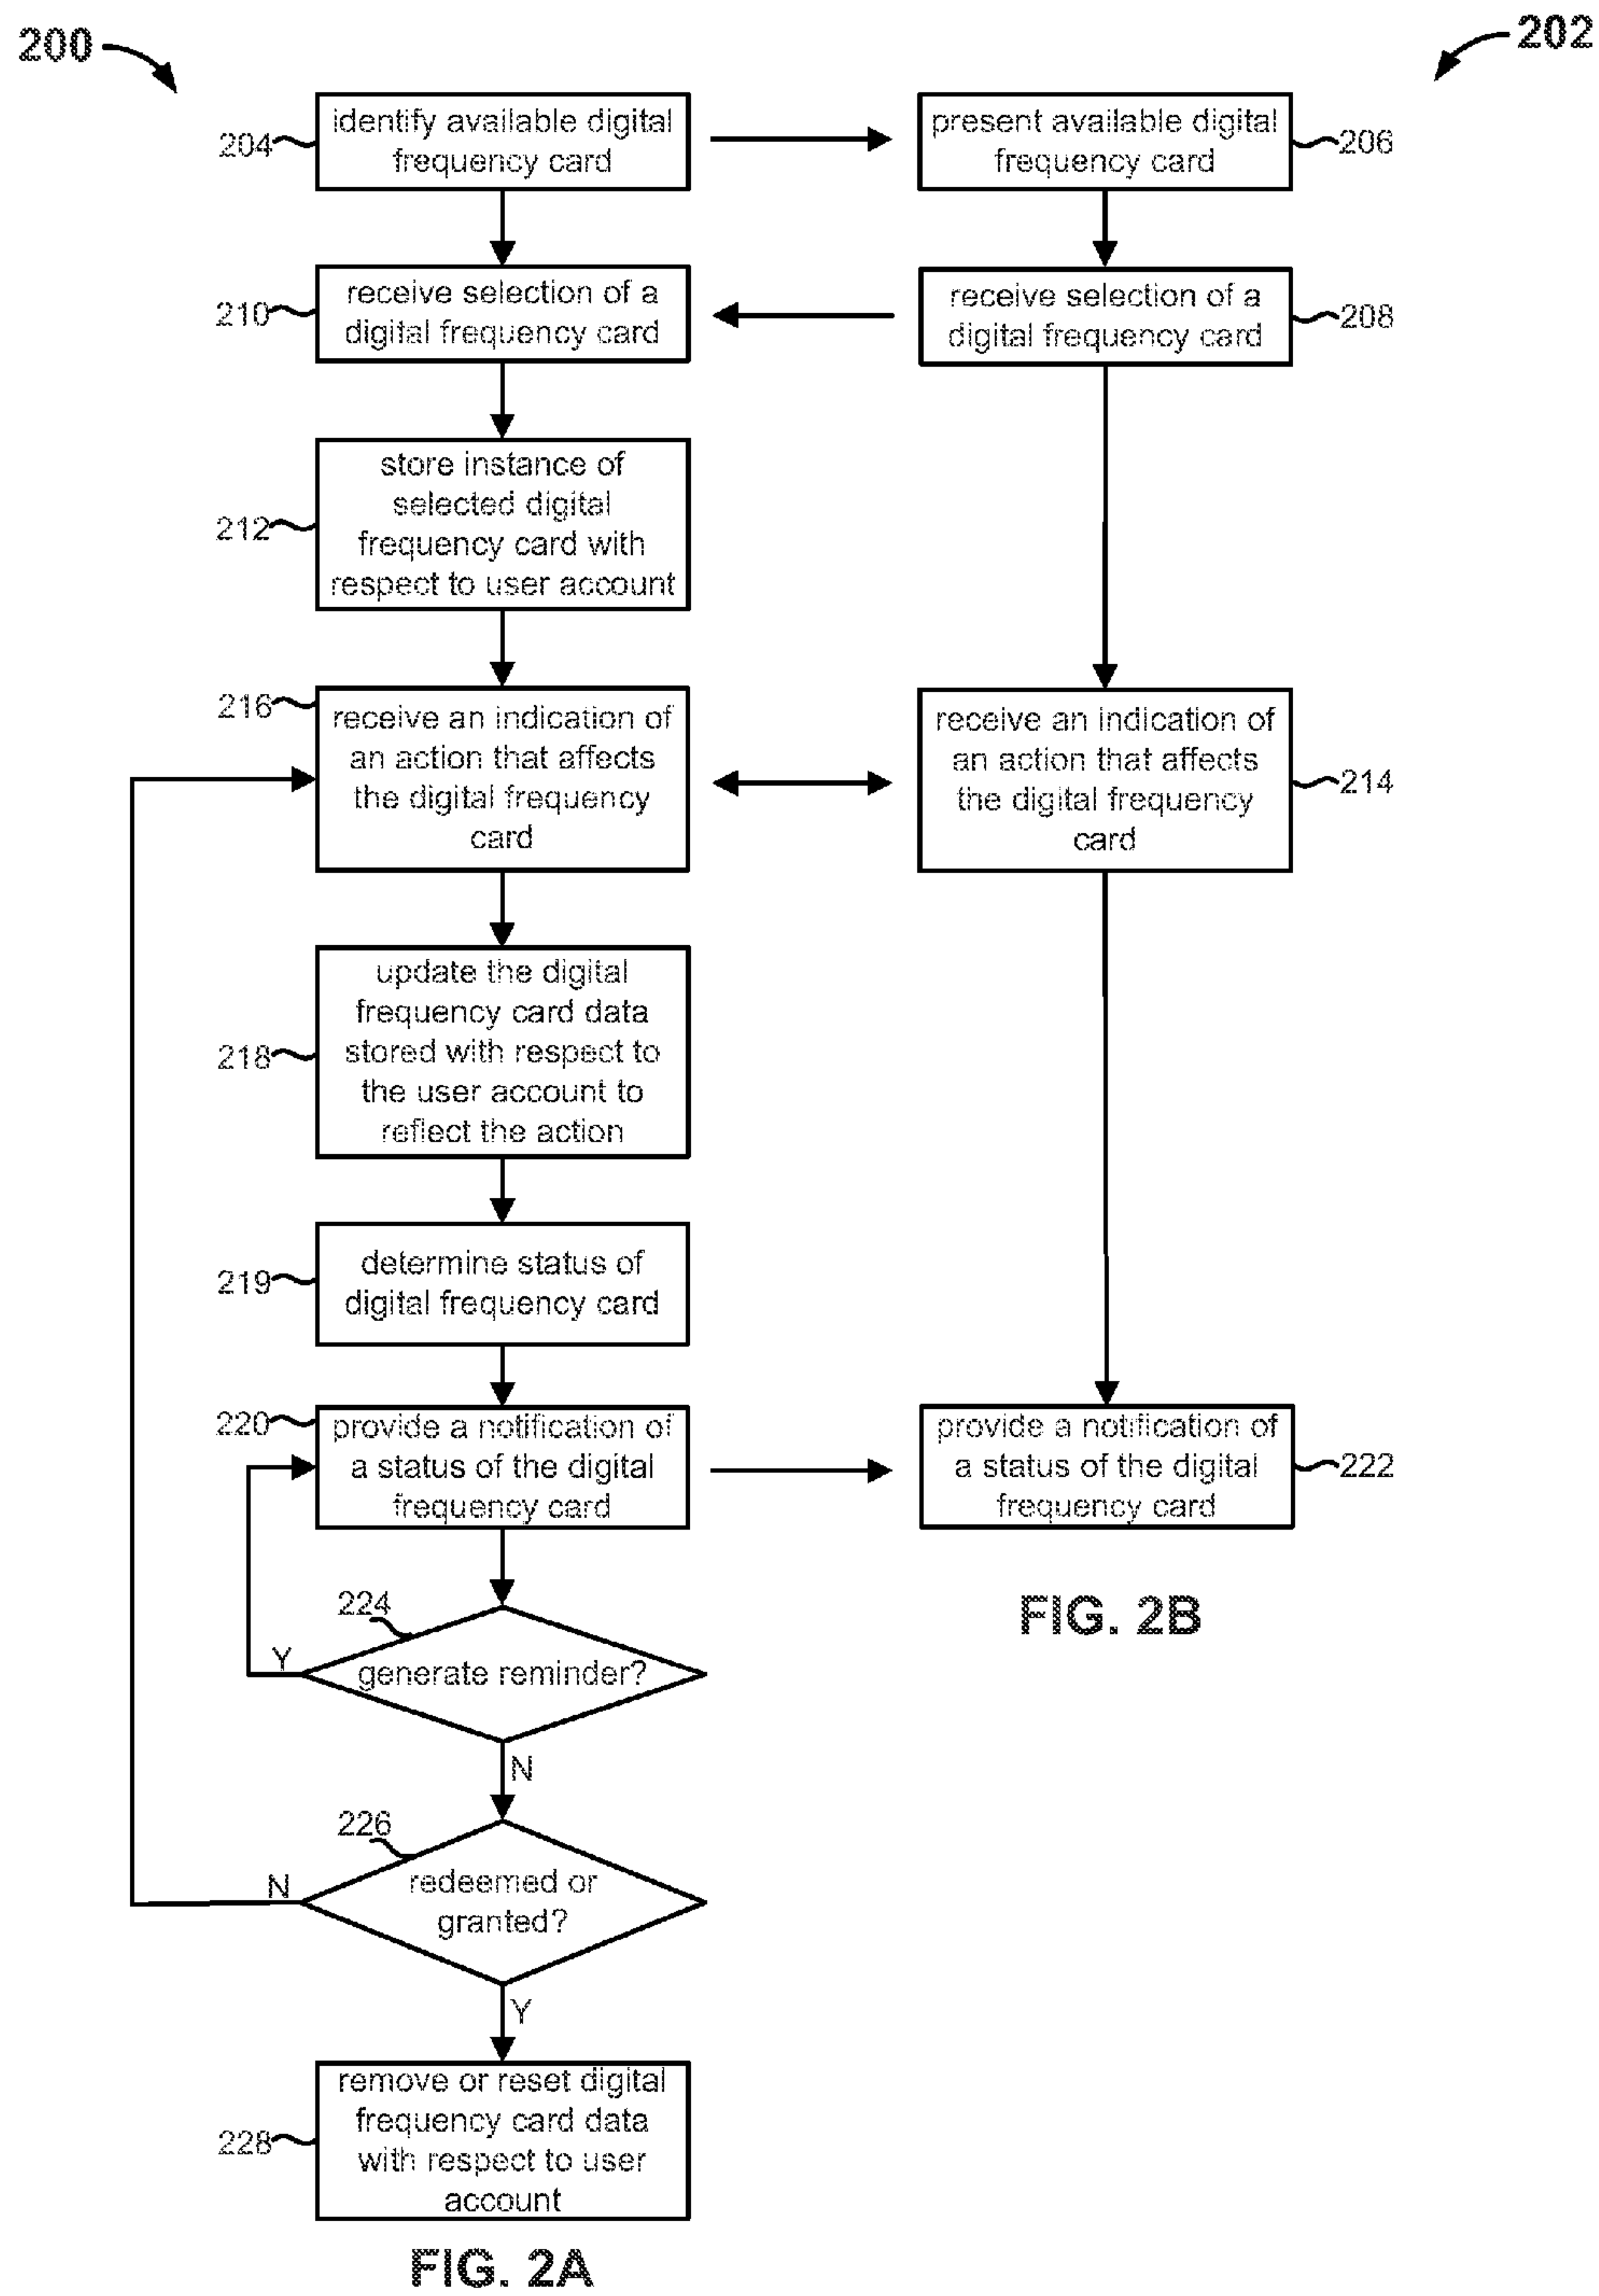 200
202
204
identify available digital
frequency card
present available digital
frequency card
206
210
receive selection of a
digital frequency card
receive selection of a
digital frequency card
208
212
store instance of
selected digital
frequency card with
respect to user account
216
receive an indication of
an action that affects
the digital frequency
card
receive an indication of
an action that affects
the digital frequency
card
214
218
update the digital
frequency card data
stored with respect to
the user account to
reflect the action
219
determine status of
digital frequency card
220
provide a notification of
a status of the digital
frequency card
provide a notification of
a status of the digital
frequency card
222
FIG. 2B
224
Y
generate reminder?
N
226
N
redeemed or
granted?
Y
228
remove or reset digital
frequency card data
with respect to user
account
FIG. 2A